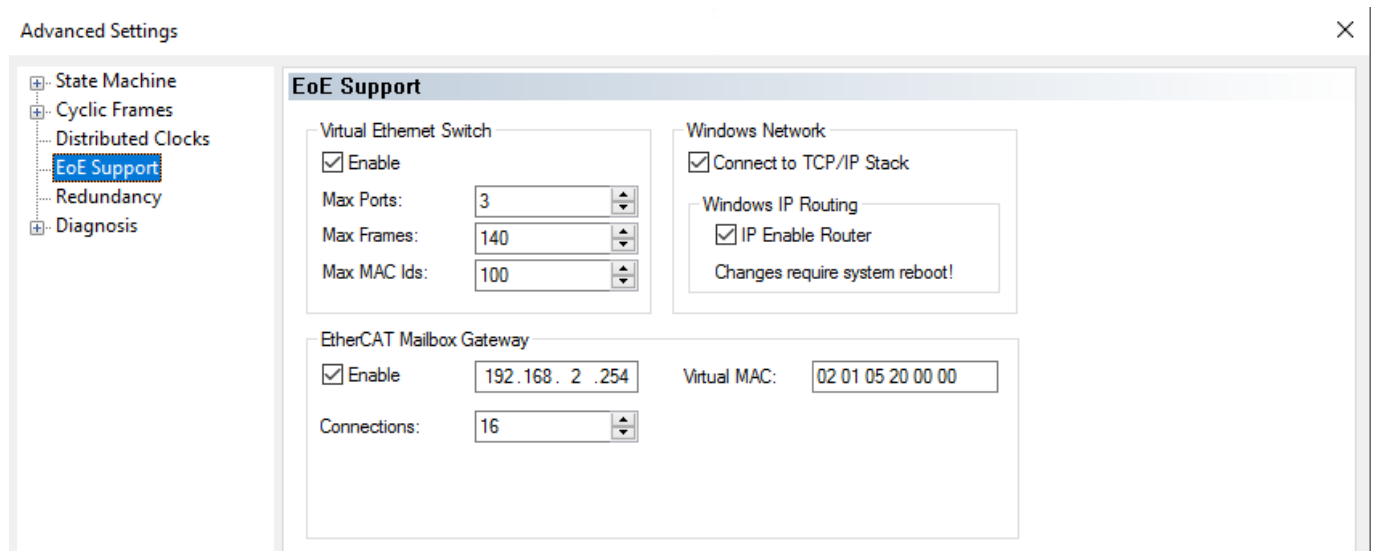 Advanced Settings
State Machine
Cyclic Frames
Distributed Clocks
EoE Support
Redundancy
Diagnosis
EoE Support
Virtual Ethernet Switch
Enable
Max Ports: 3
Max Frames: 140
Max MAC Ids: 100
Windows Network
Connect to TCP/IP Stack
Windows IP Routing
IP Enable Router
Changes require system reboot!
EtherCAT Mailbox Gateway
Enable 192.168. 2 .254 Virtual MAC: 02 01 05 20 00 00
Connections: 16